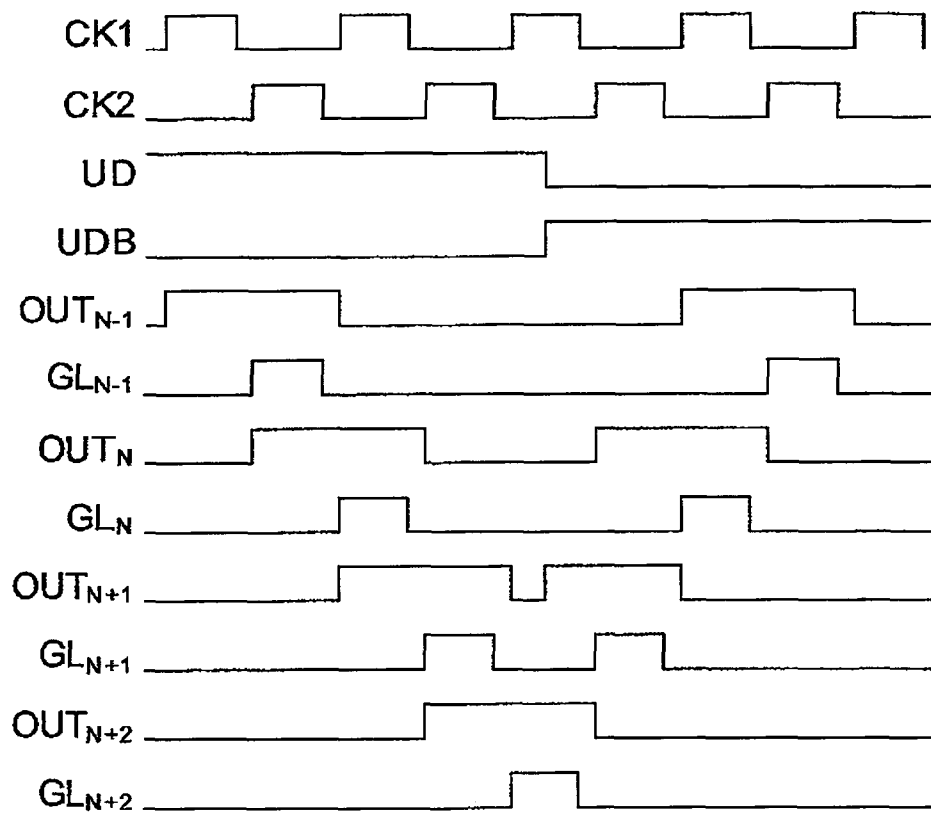 CK1
CK2
UD
UDB
OUTN-1
GLN-1
OUTN
GLN
OUTN+1
GLN+1
OUTN+2
GLN+2